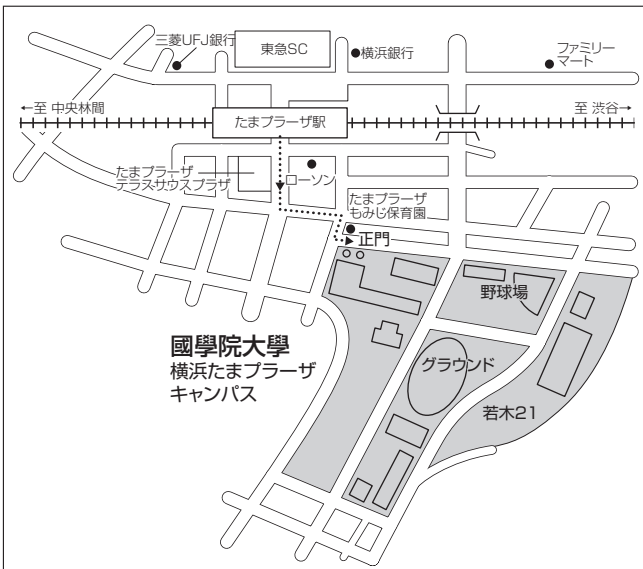 三菱UFJ銀行
東急SC
横浜銀行
ファミリー
マート
←至 中央林間
たまプラーザ駅
至 渋谷→
たまプラーザ
テラスサウスプラザ
ローソン
たまプラーザ
もみじ保育園
正門
野球場
國學院大學
横浜たまプラーザ
キャンパス
グラウンド
若木21